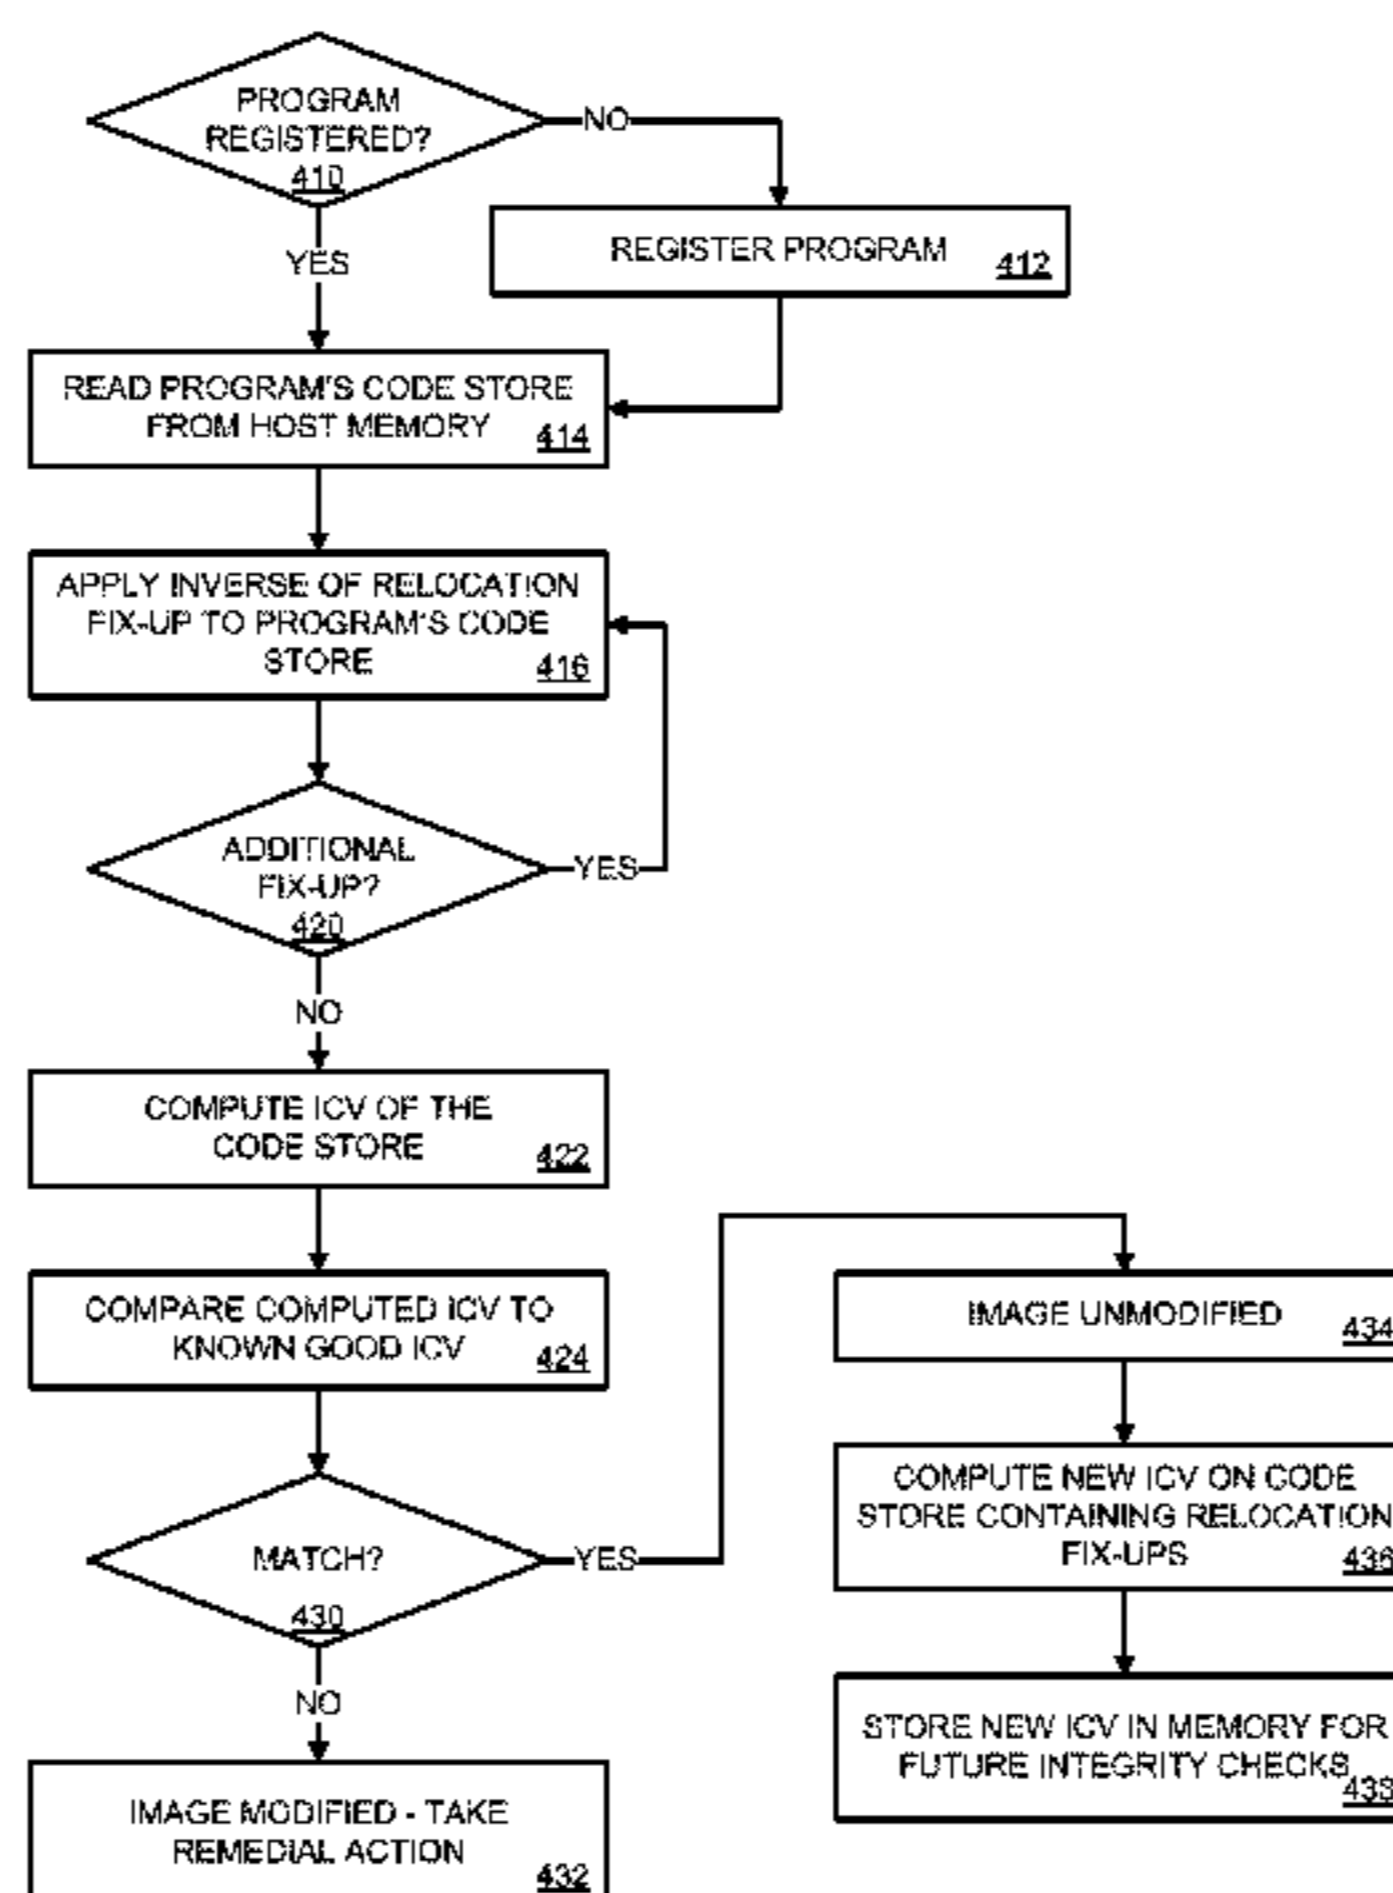 PROGRAM
REGISTERED?
410
NO
YES
REGISTER PROGRAM
412
READ PROGRAM'S CODE STORE
FROM HOST MEMORY
414
APPLY INVERSE OF RELOCATION
FIX-UP TO PROGRAM'S CODE
STORE
416
ADDITIONAL
FIX-UP?
420
YES
NO
COMPUTE ICV OF THE
CODE STORE
422
COMPARE COMPUTED ICV TO
KNOWN GOOD ICV
424
MATCH?
430
YES
NO
IMAGE MODIFIED - TAKE
REMEDIAL ACTION
432
IMAGE UNMODIFIED
434
COMPUTE NEW ICV ON CODE
STORE CONTAINING RELOCATION
FIX-UPS
436
STORE NEW ICV IN MEMORY FOR
FUTURE INTEGRITY CHECKS